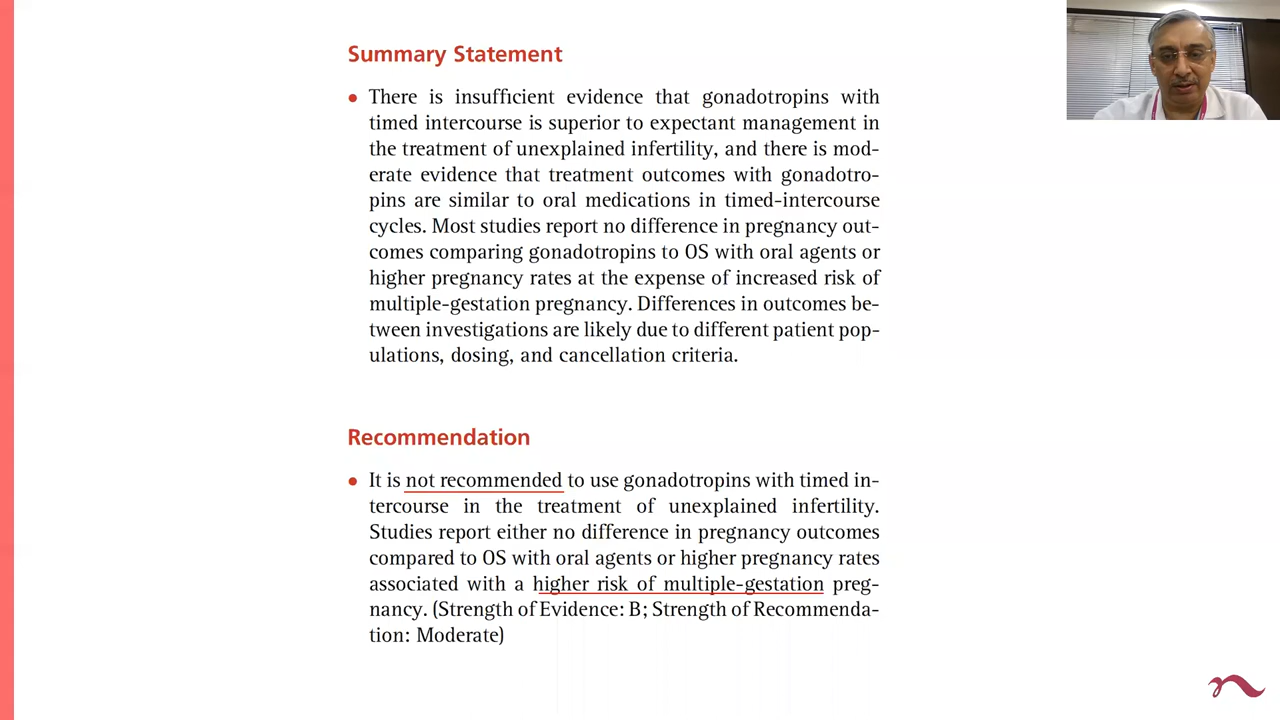 Summary Statement
• There is insufficient evidence that gonadotropins with
timed intercourse is superior to expectant management in
the treatment of unexplained infertility, and there is mod-
erate evidence that treatment outcomes with gonadotro-
pins are similar to oral medications in timed-intercourse
cycles. Most studies report no difference in pregnancy out-
comes comparing gonadotropins to OS with oral agents or
higher pregnancy rates at the expense of increased risk of
multiple-gestation pregnancy. Differences in outcomes be-
tween investigations are likely due to different patient pop-
ulations, dosing, and cancellation criteria.
Recommendation
• It is not recommended to use gonadotropins with timed in-
tercourse in the treatment of unexplained infertility.
Studies report either no difference in pregnancy outcomes
compared to OS with oral agents or higher pregnancy rates
associated with a higher risk of multiple-gestation preg-
nancy. (Strength of Evidence: B; Strength of Recommenda-
tion: Moderate)